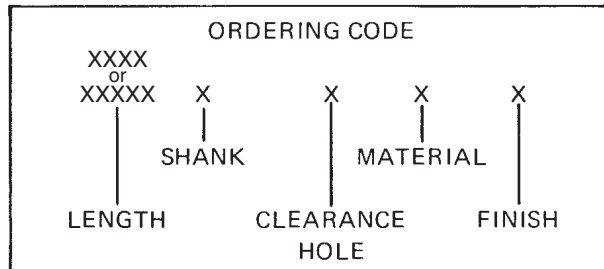 ORDERING CODE
XXXX
or
XXXXX X X X X
SHANK MATERIAL
LENGTH CLEARANCE FINISH
HOLE